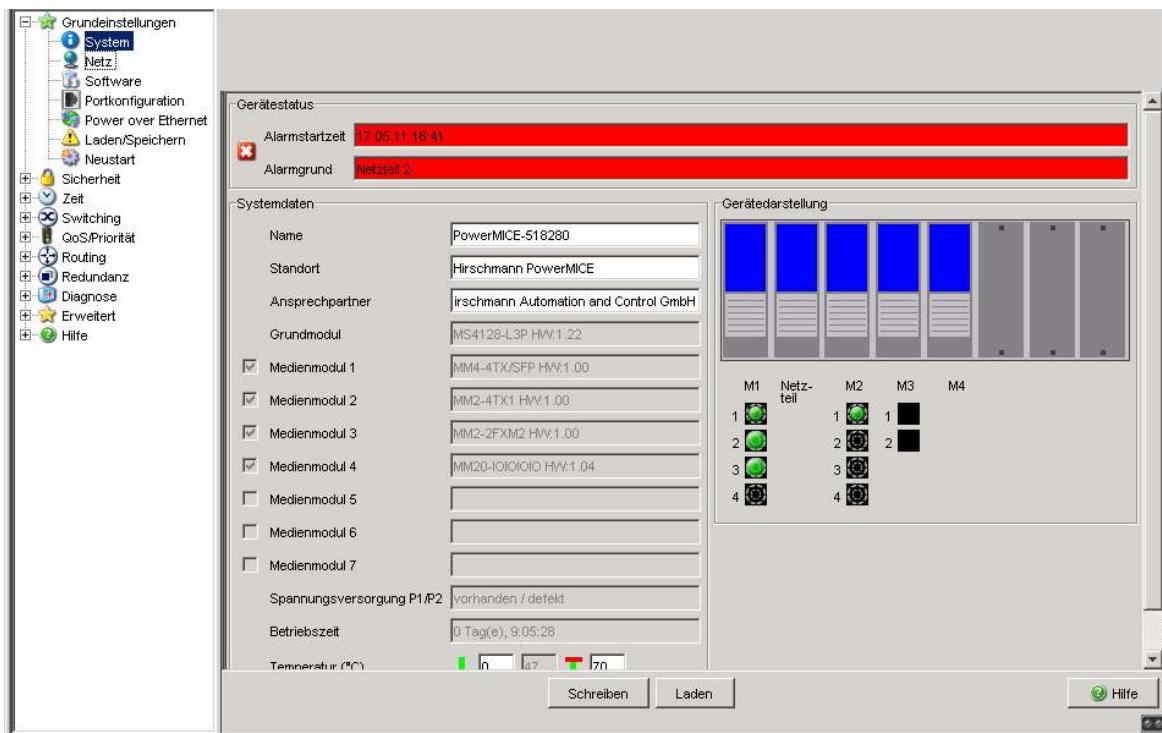 Grundeinstellungen
System
Netz
Software
Portkonfiguration
Power over Ethernet
Laden/Speichern
Neustart
Sicherheit
Zeit
Switching
QoS/Priorität
Routing
Redundanz
Diagnose
Erweitert
Hilfe
Gerätestatus
Alarmstartzeit 17.05.11 16:41
Alarmgrund Netzteil 2
Systemdaten
Name PowerMICE-518280
Standort Hirschmann PowerMICE
Ansprechpartner irschmann Automation and Control GmbH
Grundmodul MS4128-L3P HW:1.22
Medienmodul 1 MM4-4TX/SFP HW:1.00
Medienmodul 2 MM2-4TX1 HW:1.00
Medienmodul 3 MM2-2FXM2 HW:1.00
Medienmodul 4 MM20-IOIOIOIO HW:1.04
Medienmodul 5
Medienmodul 6
Medienmodul 7
Spannungsversorgung P1/P2 vorhanden / defekt
Betriebszeit 0 Tag(e), 9:05:28
Temperatur (°C) 0 47 70
Gerätedarstellung
M1 Netz- M2 M3 M4
teil
1 1 1
2 2 2
3 3
4 4
Schreiben Laden Hilfe